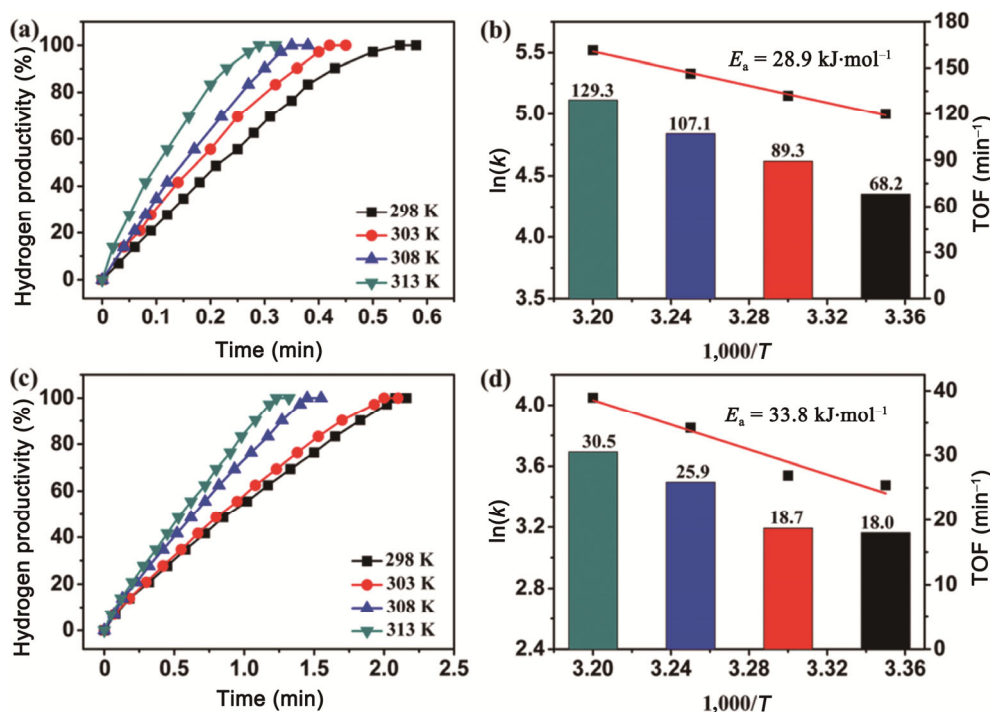 (a)
Hydrogen productivity (%)
100
80
60
40
20
0
298 K
303 K
308 K
313 K
0 0.1 0.2 0.3 0.4 0.5 0.6
Time (min)
(b)
ln(k)
5.5
5.0
4.5
4.0
3.5
Ea = 28.9 kJ·mol⁻¹
129.3
107.1
89.3
68.2
180
150
120
90
60
30
0
TOF (min⁻¹)
3.20 3.24 3.28 3.32 3.36
1,000/T
(c)
Hydrogen productivity (%)
100
80
60
40
20
0
298 K
303 K
308 K
313 K
0 0.5 1.0 1.5 2.0 2.5
Time (min)
(d)
ln(k)
4.0
3.6
3.2
2.8
2.4
Ea = 33.8 kJ·mol⁻¹
30.5
25.9
18.7
18.0
40
30
20
10
0
TOF (min⁻¹)
3.20 3.24 3.28 3.32 3.36
1,000/T